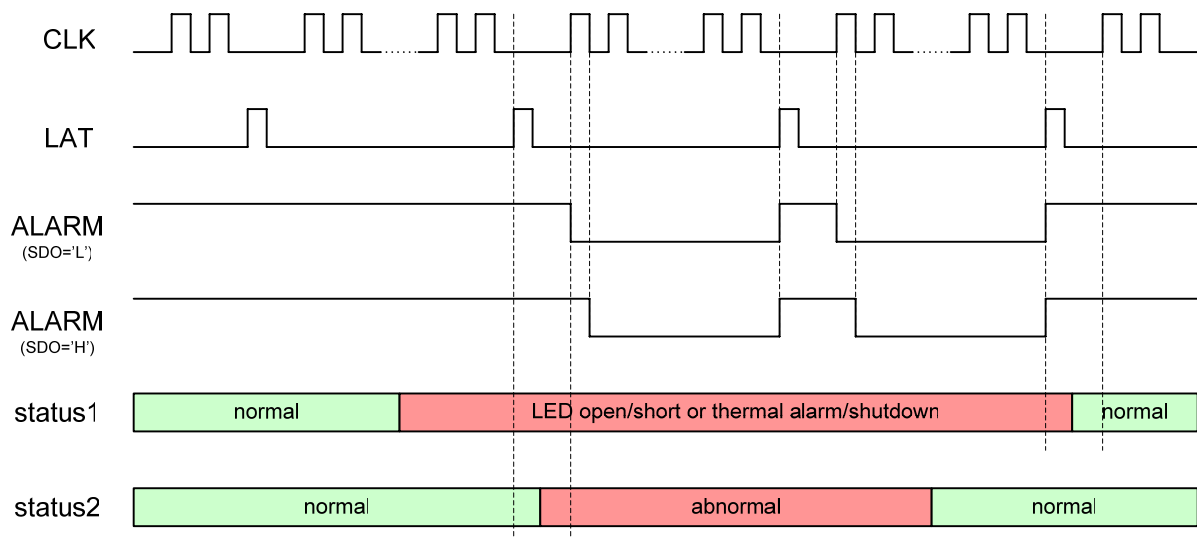 CLK
LAT
ALARM
(SDO='L')
ALARM
(SDO='H')
status1
normal
LED open/short or thermal alarm/shutdown
normal
status2
normal
abnormal
normal